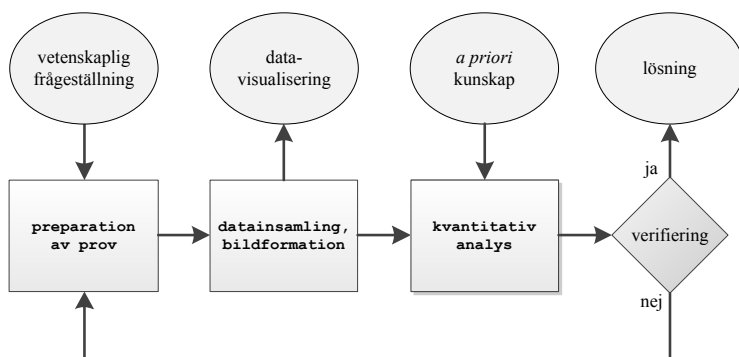 vetenskaplig
frågeställning
data-
visualisering
a priori
kunskap
lösning
ja
preparation
av prov
datainsamling,
bildformation
kvantitativ
analys
verifiering
nej